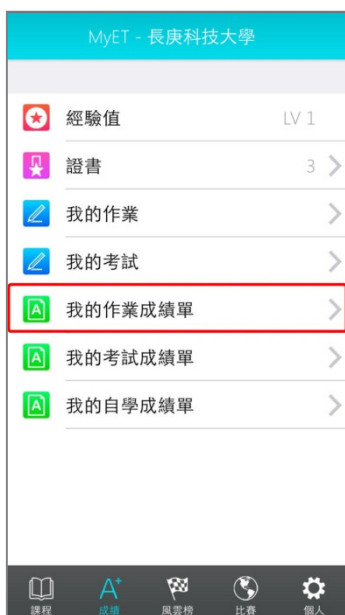 MyET - 長庚科技大學
經驗值 LV 1
證書 3
我的作業
我的考試
A 我的作業成績單
A 我的考試成績單
A 我的自學成績單
A+
課程 成績 風雲榜 比賽 個人